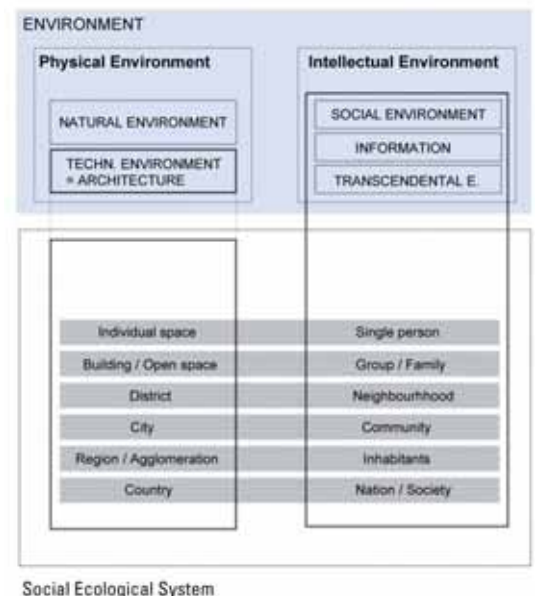 ENVIRONMENT
Physical Environment
Intellectual Environment
NATURAL ENVIRONMENT
TECHN. ENVIRONMENT
= ARCHITECTURE
SOCIAL ENVIRONMENT
INFORMATION
TRANSCENDENTAL E.
Individual space Single person
Building / Open space Group / Family
District Neighbourhhood
City Community
Region / Agglomeration Inhabitants
Country Nation / Society
Social Ecological System